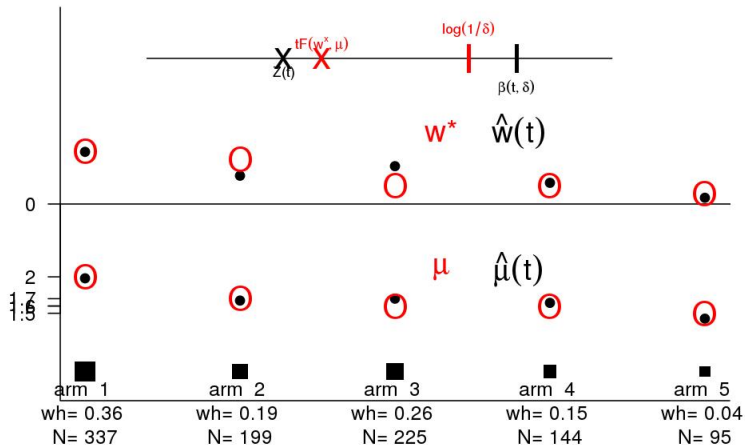 log(1/δ)
tF(w*, μ)
Z(t)
β(t, δ)
w* ŵ(t)
0
μ μ̂(t)
2
1.7
1.6
1.5
arm 1 arm 2 arm 3 arm 4 arm 5
wh= 0.36 wh= 0.19 wh= 0.26 wh= 0.15 wh= 0.04
N= 337 N= 199 N= 225 N= 144 N= 95